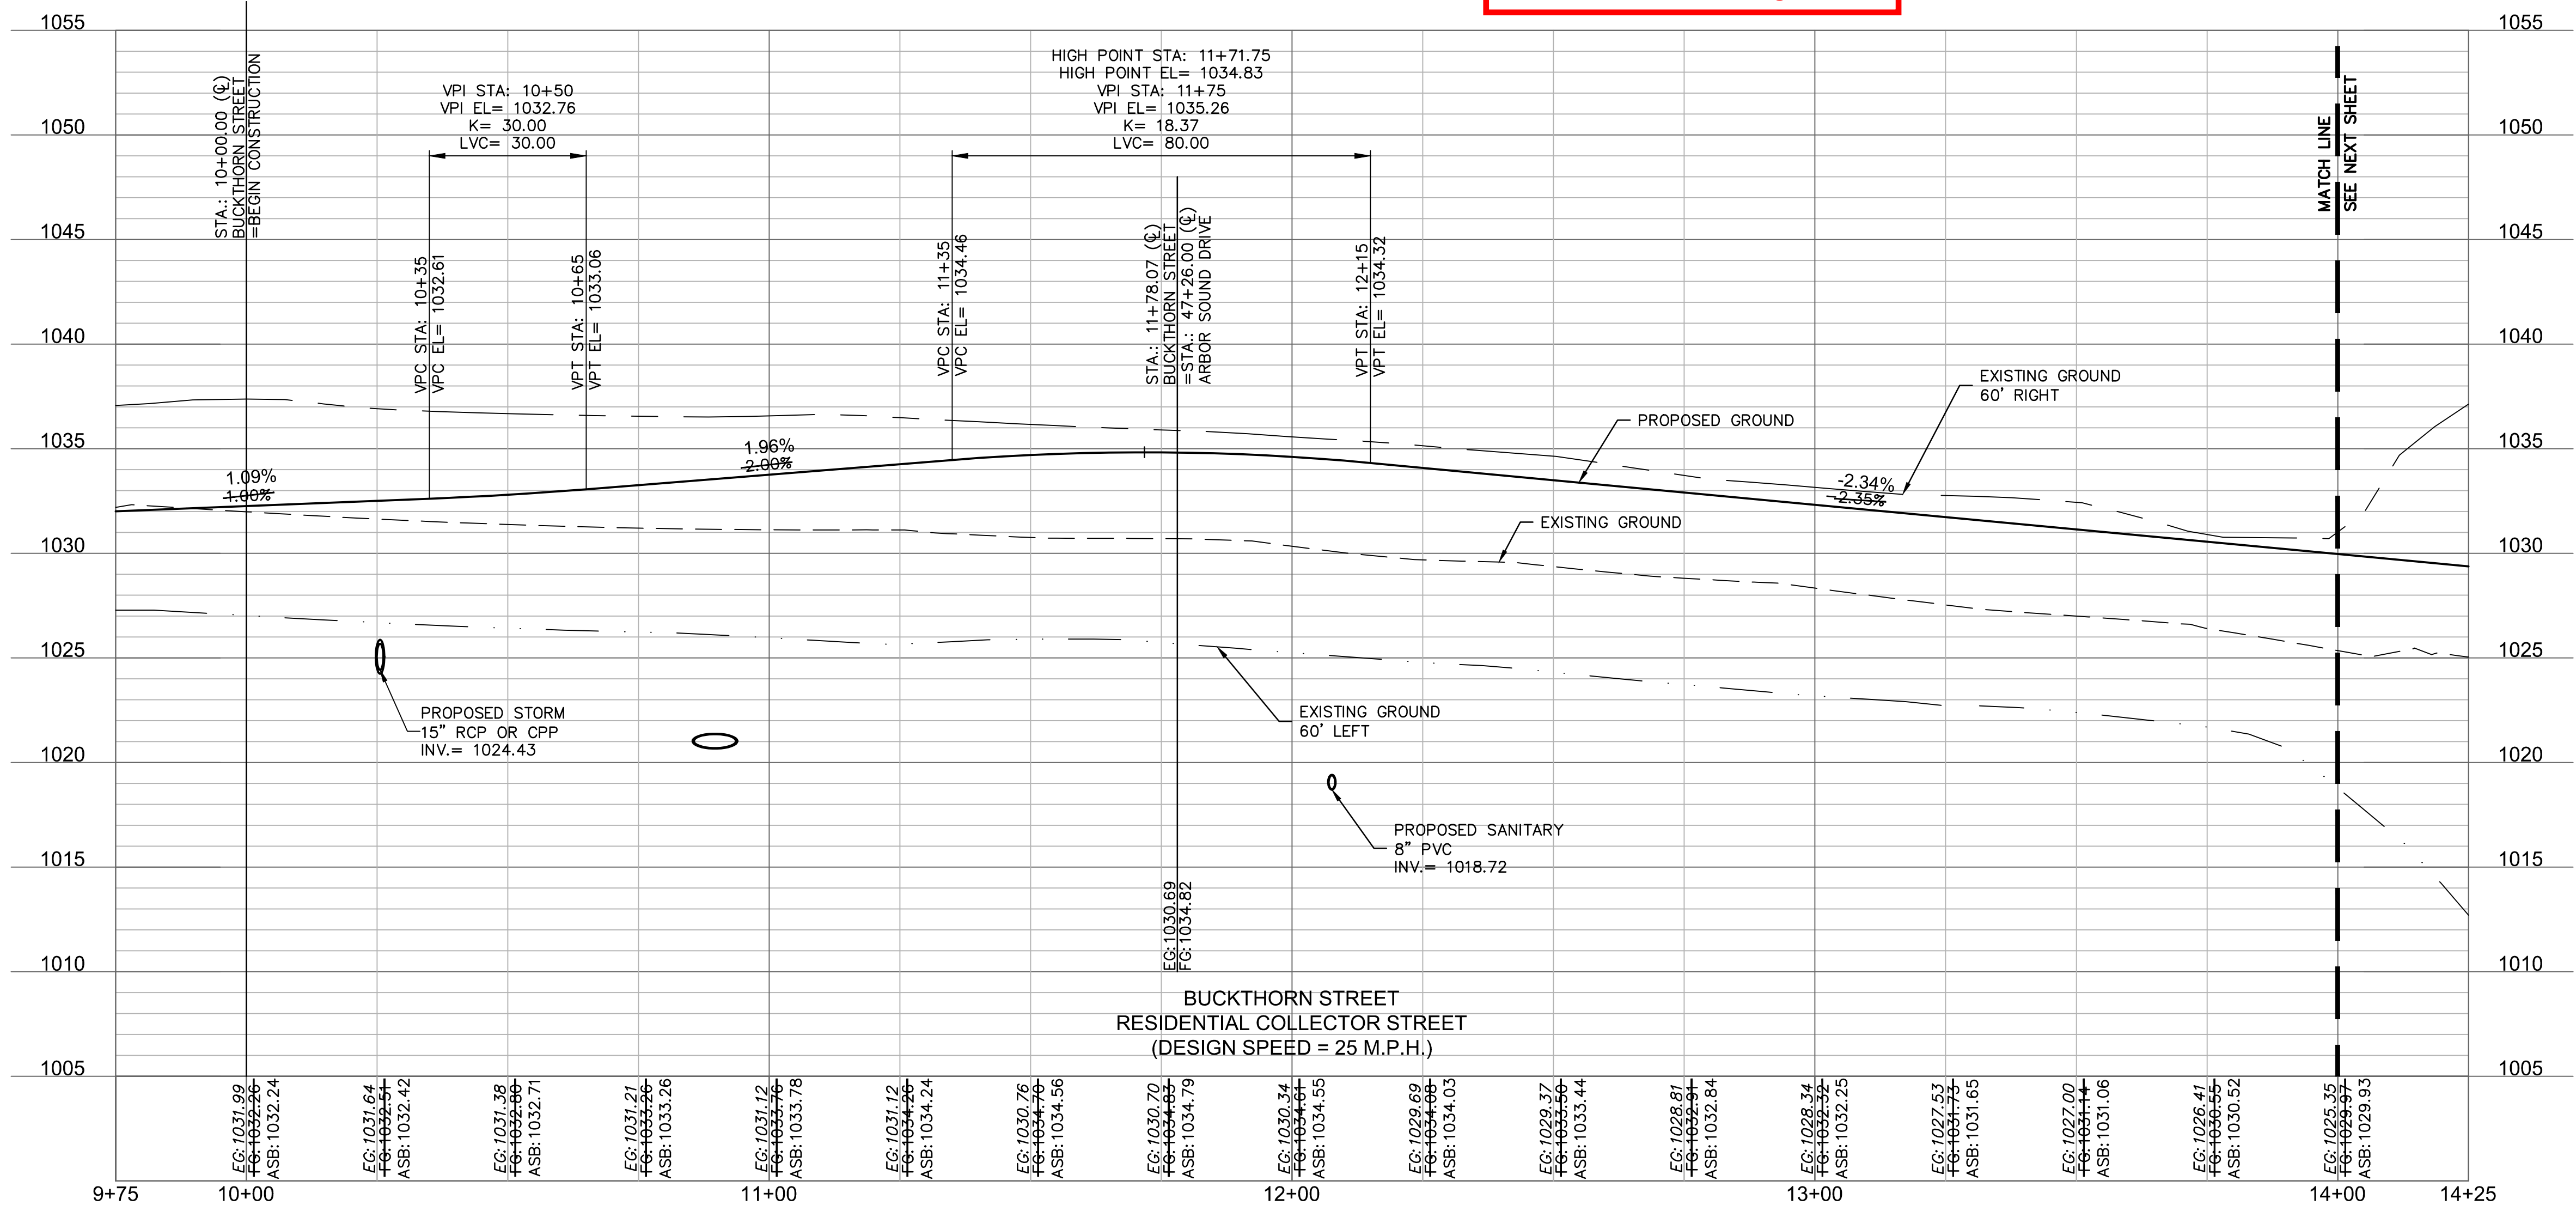 1055
1055
1050
1050
1045
1045
1040
1040
1035
1035
1030
1030
1025
1025
1020
1020
1015
1015
1010
1010
1005
1005
STA.: 10+00.00 (℄)
BUCKTHORN STREET
=BEGIN CONSTRUCTION
VPI STA: 10+50
VPI EL= 1032.76
K= 30.00
LVC= 30.00
HIGH POINT STA: 11+71.75
HIGH POINT EL= 1034.83
VPI STA: 11+75
VPI EL= 1035.26
K= 18.37
LVC= 80.00
MATCH LINE
SEE NEXT SHEET
VPC STA: 10+35
VPC EL= 1032.61
VPT STA: 10+65
VPT EL= 1033.06
VPC STA: 11+35
VPC EL= 1034.46
STA.: 11+78.07 (℄)
BUCKTHORN STREET
=STA.: 47+26.00 (℄)
ARBOR SOUND DRIVE
VPT STA: 12+15
VPT EL= 1034.32
EXISTING GROUND
60' RIGHT
PROPOSED GROUND
1.09%
1.00%
1.96%
2.00%
-2.34%
-2.35%
EXISTING GROUND
PROPOSED STORM
15" RCP OR CPP
INV.= 1024.43
EXISTING GROUND
60' LEFT
PROPOSED SANITARY
8" PVC
INV.= 1018.72
EG:1030.69
FG:1034.82
BUCKTHORN STREET
RESIDENTIAL COLLECTOR STREET
(DESIGN SPEED = 25 M.P.H.)
EG:1031.99
FG:1032.26
ASB:1032.24
EG:1031.64
FG:1032.51
ASB:1032.42
EG:1031.38
FG:1032.80
ASB:1032.71
EG:1031.21
FG:1033.26
ASB:1033.26
EG:1031.12
FG:1033.76
ASB:1033.78
EG:1031.12
FG:1034.26
ASB:1034.24
EG:1030.76
FG:1034.70
ASB:1034.56
EG:1030.70
FG:1034.83
ASB:1034.79
EG:1030.34
FG:1034.61
ASB:1034.55
EG:1029.69
FG:1034.08
ASB:1034.03
EG:1029.37
FG:1033.50
ASB:1033.44
EG:1028.81
FG:1032.91
ASB:1032.84
EG:1028.34
FG:1032.32
ASB:1032.25
EG:1027.53
FG:1031.73
ASB:1031.65
EG:1027.00
FG:1031.14
ASB:1031.06
EG:1026.41
FG:1030.55
ASB:1030.52
EG:1025.35
FG:1029.97
ASB:1029.93
9+75
10+00
11+00
12+00
13+00
14+00
14+25